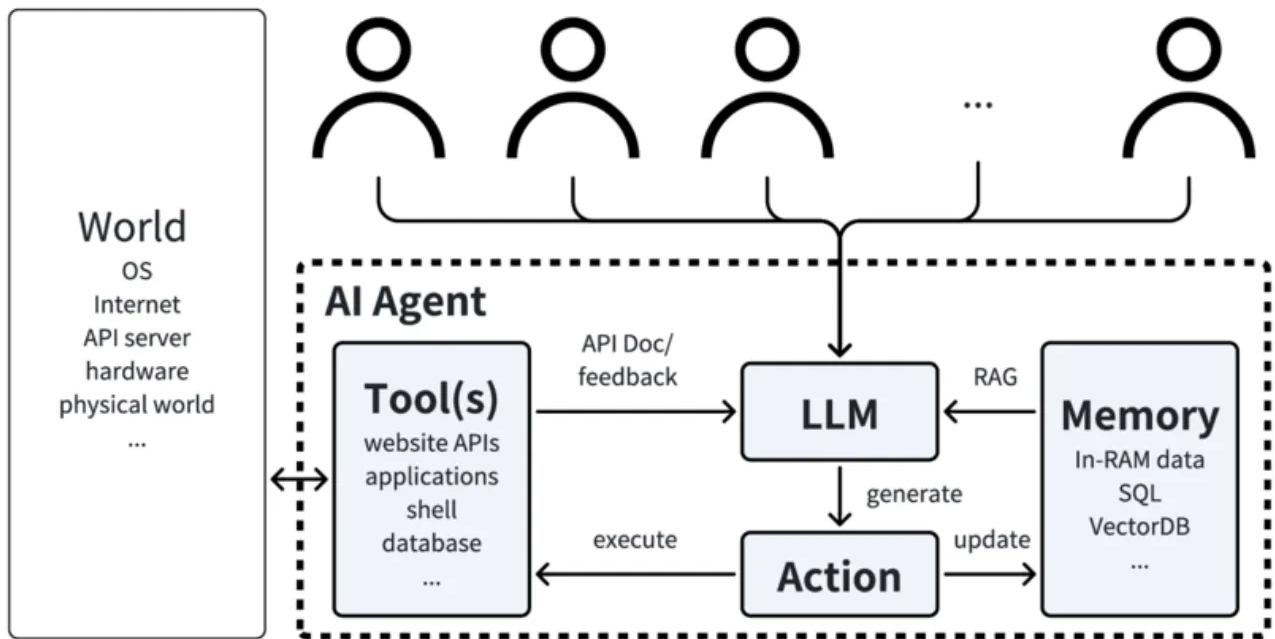 World
OS
Internet
API server
hardware
physical world
...
...
AI Agent
Tool(s)
website APIs
applications
shell
database
...
API Doc/
feedback
LLM
RAG
generate
execute
Action
update
Memory
In-RAM data
SQL
VectorDB
...